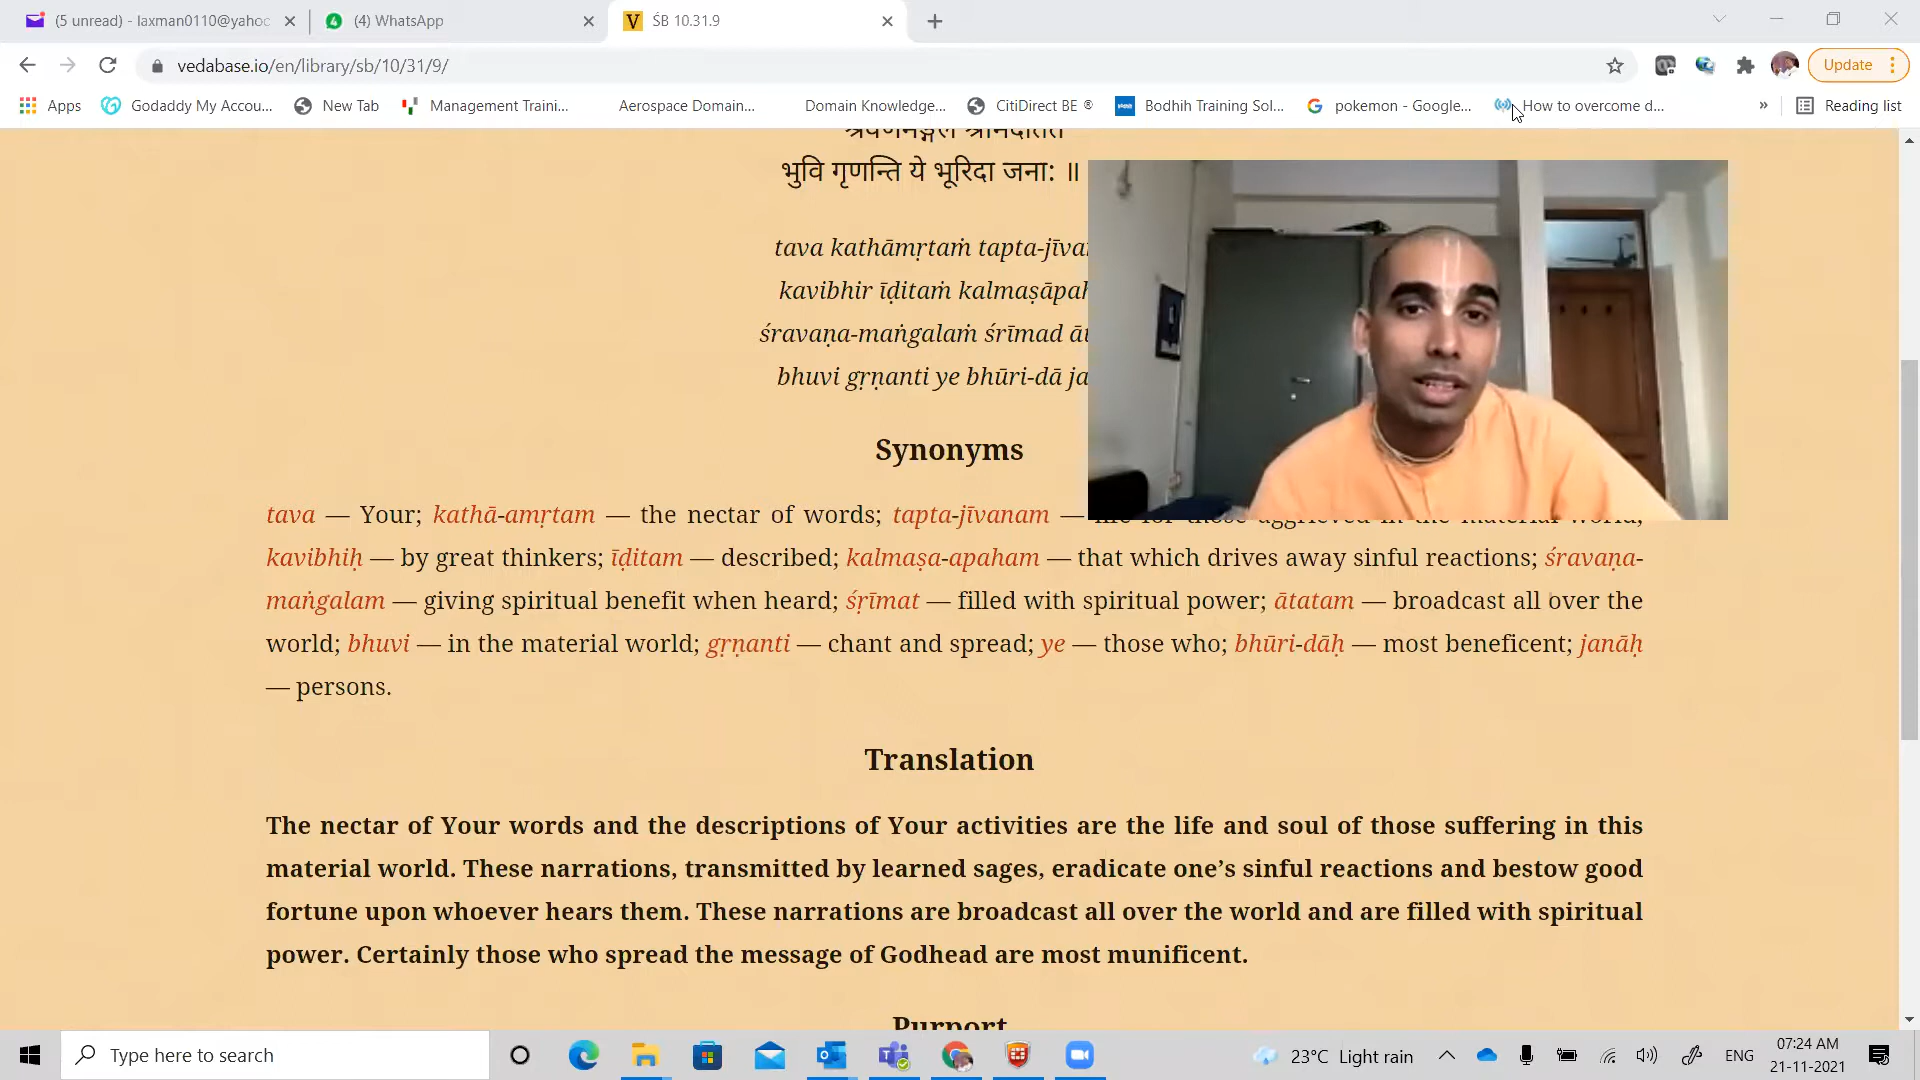 (5 unread) - laxman0110@yahoo
(4) WhatsApp
V ŚB 10.31.9
vedabase.io/en/library/sb/10/31/9/
Update
Apps Godaddy My Accou... New Tab Management Traini... Aerospace Domain... Domain Knowledge... CitiDirect BE ® Bodhih Training Sol... pokemon - Google... How to overcome d... » Reading list
भुवि गृणन्ति ये भूरिदा जना: ॥
tava kathāmṛtaṁ
kavibhir īḍitaṁ
śravaṇa-maṅgalaṁ śrīmad
bhuvi gṛṇanti ye bhūri-dā
Synonyms
tava — Your; kathā-amṛtam — the nectar of words; tapta-jīvanam — life for those aggrieved in the material world;
kavibhiḥ — by great thinkers; īḍitam — described; kalmaṣa-apaham — that which drives away sinful reactions; śravaṇa-
maṅgalam — giving spiritual benefit when heard; śṛīmat — filled with spiritual power; ātatam — broadcast all over the
world; bhuvi — in the material world; gṛṇanti — chant and spread; ye — those who; bhūri-dāḥ — most beneficent; janāḥ
— persons.
Translation
The nectar of Your words and the descriptions of Your activities are the life and soul of those suffering in this
material world. These narrations, transmitted by learned sages, eradicate one’s sinful reactions and bestow good
fortune upon whoever hears them. These narrations are broadcast all over the world and are filled with spiritual
power. Certainly those who spread the message of Godhead are most munificent.
Purport
Type here to search
23°C Light rain
ENG
07:24 AM
21-11-2021